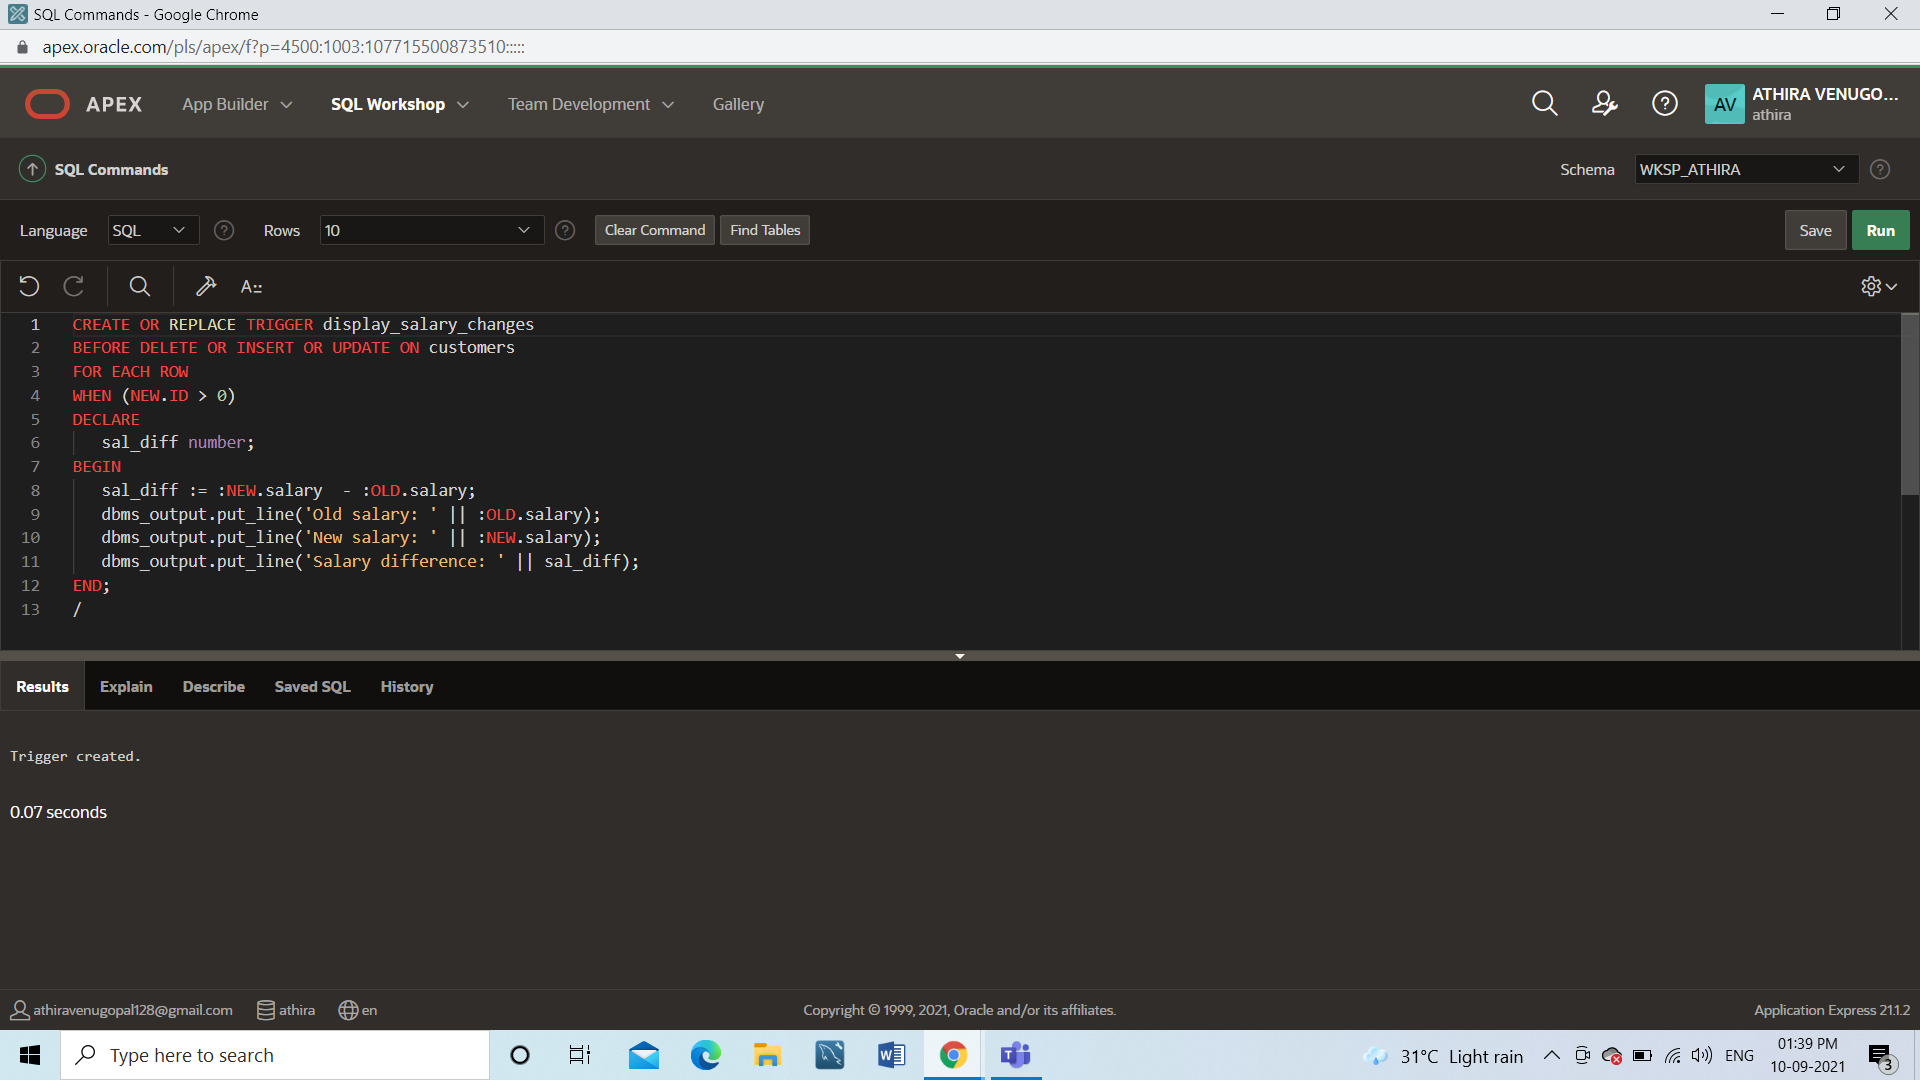 SQL Commands - Google Chrome
apex.oracle.com/pls/apex/f?p=4500:1003:107715500873510:::::
APEX App Builder SQL Workshop Team Development Gallery AV ATHIRA VENUGO...
athira
SQL Commands Schema WKSP_ATHIRA
Language SQL Rows 10 Clear Command Find Tables Save Run
A::
1 CREATE OR REPLACE TRIGGER display_salary_changes
2 BEFORE DELETE OR INSERT OR UPDATE ON customers
3 FOR EACH ROW
4 WHEN (NEW.ID > 0)
5 DECLARE
6 sal_diff number;
7 BEGIN
8 sal_diff := :NEW.salary  - :OLD.salary;
9 dbms_output.put_line('Old salary: ' || :OLD.salary);
10 dbms_output.put_line('New salary: ' || :NEW.salary);
11 dbms_output.put_line('Salary difference: ' || sal_diff);
12 END;
13 /
Results Explain Describe Saved SQL History
Trigger created.
0.07 seconds
athiravenugopal128@gmail.com athira en Copyright © 1999, 2021, Oracle and/or its affiliates. Application Express 21.1.2
Type here to search 31°C Light rain ENG 01:39 PM
10-09-2021 3